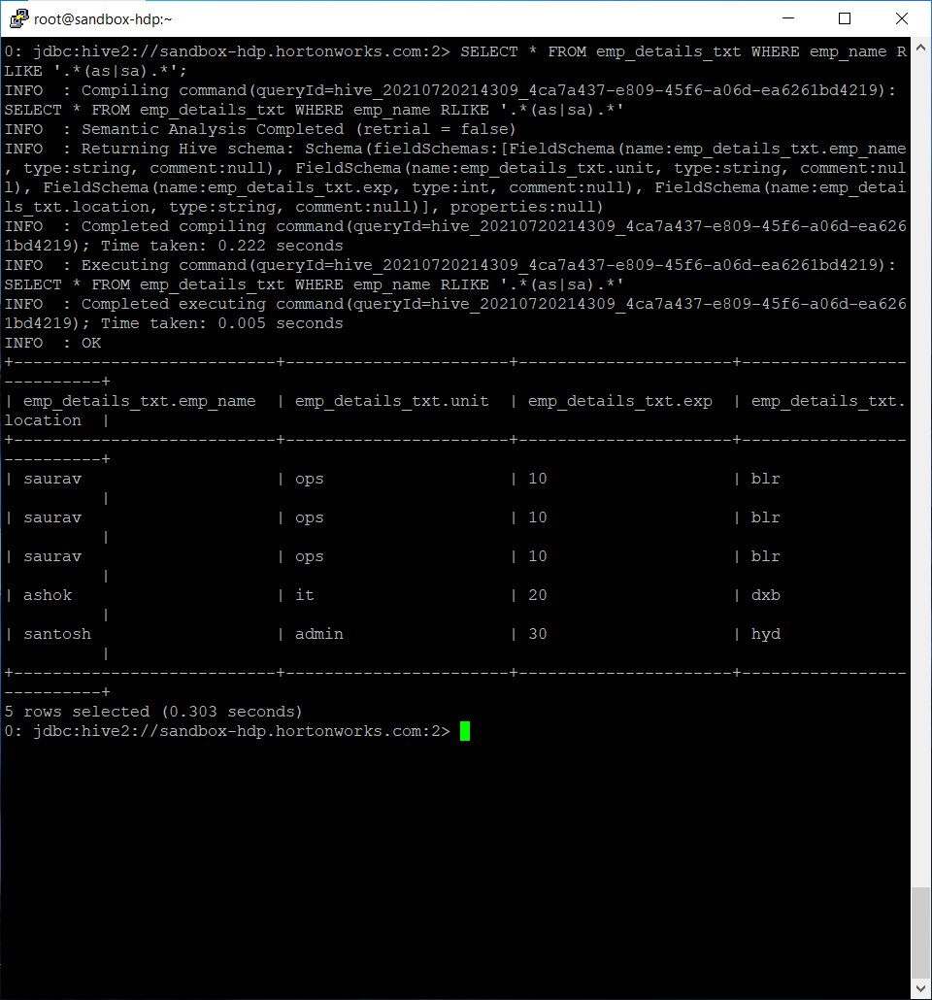 root@sandbox-hdp:~
0: jdbc:hive2://sandbox-hdp.hortonworks.com:2> SELECT * FROM emp_details_txt WHERE emp_name R
LIKE '.*(as|sa).*';
INFO  : Compiling command(queryId=hive_20210720214309_4ca7a437-e809-45f6-a06d-ea6261bd4219):
SELECT * FROM emp_details_txt WHERE emp_name RLIKE '.*(as|sa).*'
INFO  : Semantic Analysis Completed (retrial = false)
INFO  : Returning Hive schema: Schema(fieldSchemas:[FieldSchema(name:emp_details_txt.emp_name
, type:string, comment:null), FieldSchema(name:emp_details_txt.unit, type:string, comment:nul
l), FieldSchema(name:emp_details_txt.exp, type:int, comment:null), FieldSchema(name:emp_detai
ls_txt.location, type:string, comment:null)], properties:null)
INFO  : Completed compiling command(queryId=hive_20210720214309_4ca7a437-e809-45f6-a06d-ea626
1bd4219); Time taken: 0.222 seconds
INFO  : Executing command(queryId=hive_20210720214309_4ca7a437-e809-45f6-a06d-ea6261bd4219):
SELECT * FROM emp_details_txt WHERE emp_name RLIKE '.*(as|sa).*'
INFO  : Completed executing command(queryId=hive_20210720214309_4ca7a437-e809-45f6-a06d-ea626
1bd4219); Time taken: 0.005 seconds
INFO  : OK
+---------------------------+-----------------------+----------------------+-----------------
----------+
| emp_details_txt.emp_name  | emp_details_txt.unit  | emp_details_txt.exp  | emp_details_txt.
location  |
+---------------------------+-----------------------+----------------------+-----------------
----------+
| saurav                    | ops                   | 10                   | blr
          |
| saurav                    | ops                   | 10                   | blr
          |
| saurav                    | ops                   | 10                   | blr
          |
| ashok                     | it                    | 20                   | dxb
          |
| santosh                   | admin                 | 30                   | hyd
          |
+---------------------------+-----------------------+----------------------+-----------------
----------+
5 rows selected (0.303 seconds)
0: jdbc:hive2://sandbox-hdp.hortonworks.com:2>